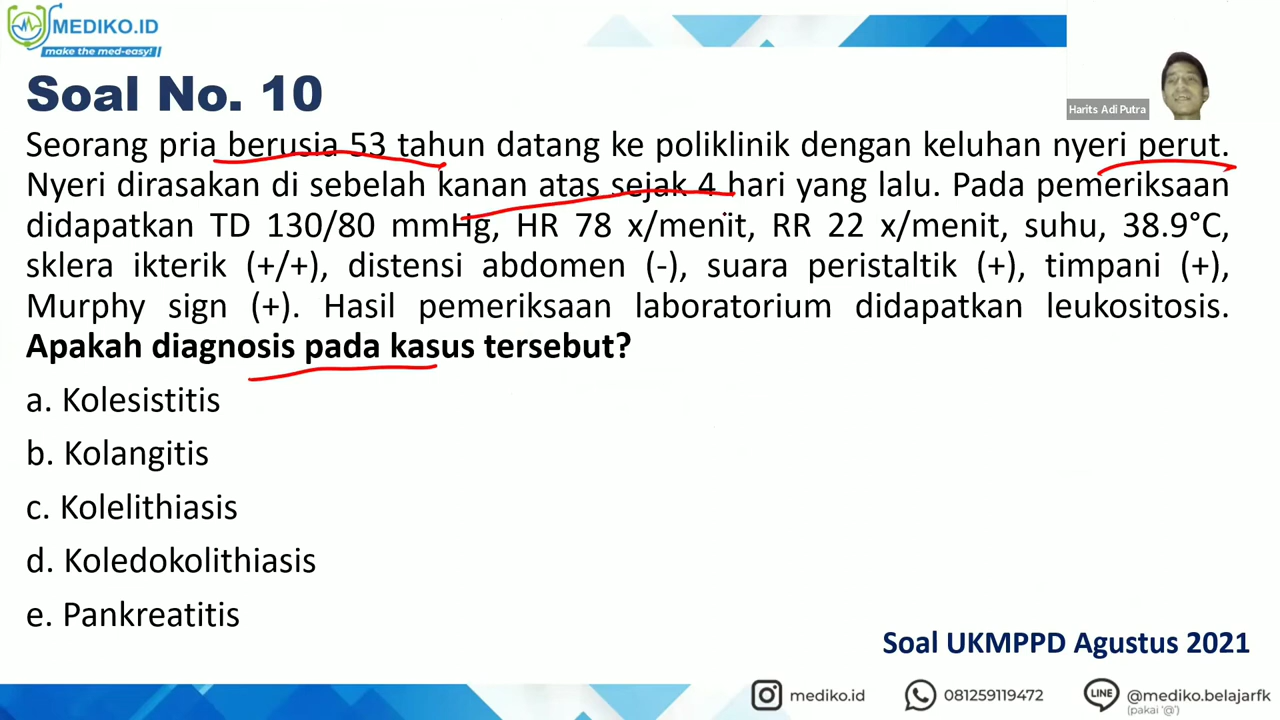 MEDIKO.ID
make the med-easy!
Harits Adi Putra
Soal No. 10
Seorang pria berusia 53 tahun datang ke poliklinik dengan keluhan nyeri perut.
Nyeri dirasakan di sebelah kanan atas sejak 4 hari yang lalu. Pada pemeriksaan
didapatkan TD 130/80 mmHg, HR 78 x/menit, RR 22 x/menit, suhu, 38.9°C,
sklera ikterik (+/+), distensi abdomen (-), suara peristaltik (+), timpani (+),
Murphy sign (+). Hasil pemeriksaan laboratorium didapatkan leukositosis.
Apakah diagnosis pada kasus tersebut?
a. Kolesistitis
b. Kolangitis
c. Kolelithiasis
d. Koledokolithiasis
e. Pankreatitis
Soal UKMPPD Agustus 2021
mediko.id
081259119472
LINE
@mediko.belajarfk
(pakai '@')